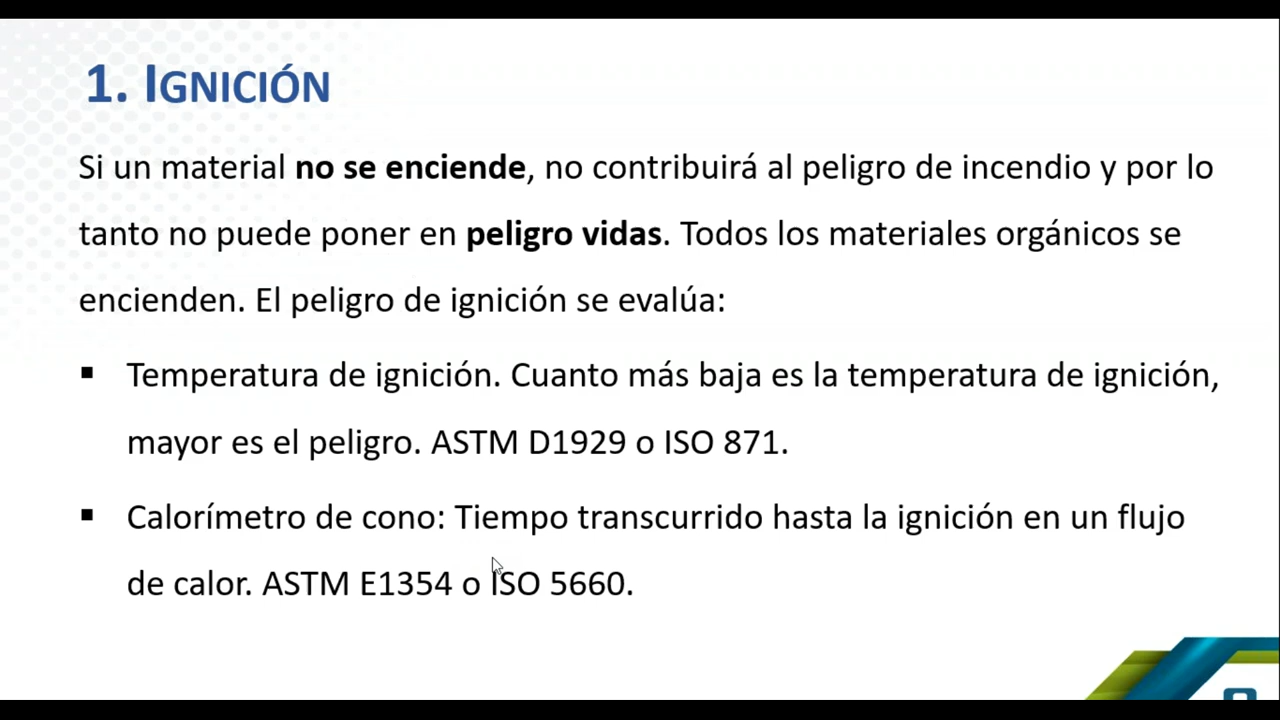 1. IGNICIÓN
Si un material no se enciende, no contribuirá al peligro de incendio y por lo
tanto no puede poner en peligro vidas. Todos los materiales orgánicos se
encienden. El peligro de ignición se evalúa:
▪ Temperatura de ignición. Cuanto más baja es la temperatura de ignición,
mayor es el peligro. ASTM D1929 o ISO 871.
▪ Calorímetro de cono: Tiempo transcurrido hasta la ignición en un flujo
de calor. ASTM E1354 o ISO 5660.